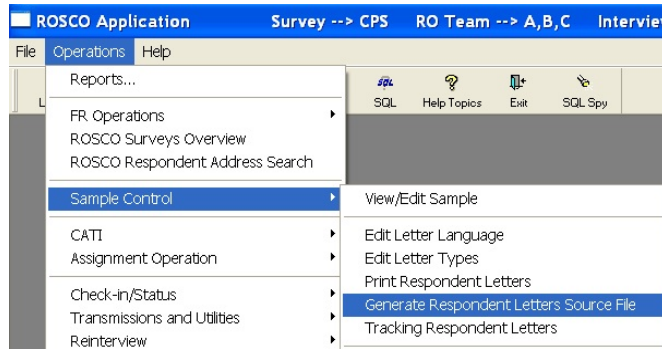 ROSCO Application Survey --> CPS RO Team --> A,B,C
File Operations Help
SQL Help Topics Exit SQL Spy
Reports...
FR Operations
ROSCO Surveys Overview
ROSCO Respondent Address Search
Sample Control
CATI
Assignment Operation
Check-in/Status
Transmissions and Utilities
Reinterview
View/Edit Sample
Edit Letter Language
Edit Letter Types
Print Respondent Letters
Generate Respondent Letters Source File
Tracking Respondent Letters